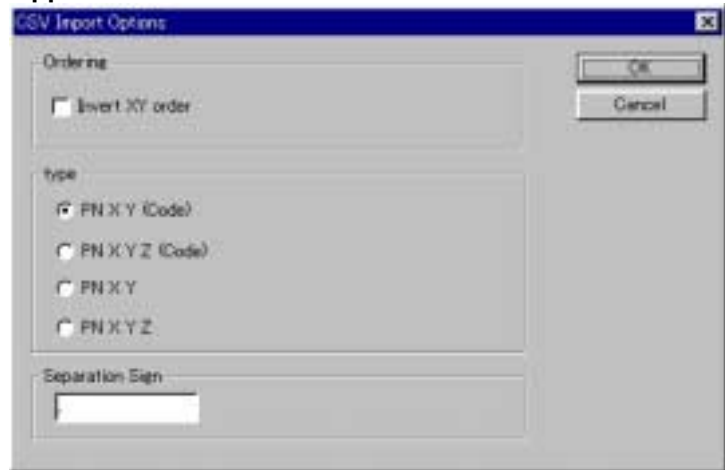 CSV Import Options
Ordering
Invert XY order
OK
Cancel
type
PN X Y (Code)
PN X Y Z (Code)
PN X Y
PN X Y Z
Separation Sign